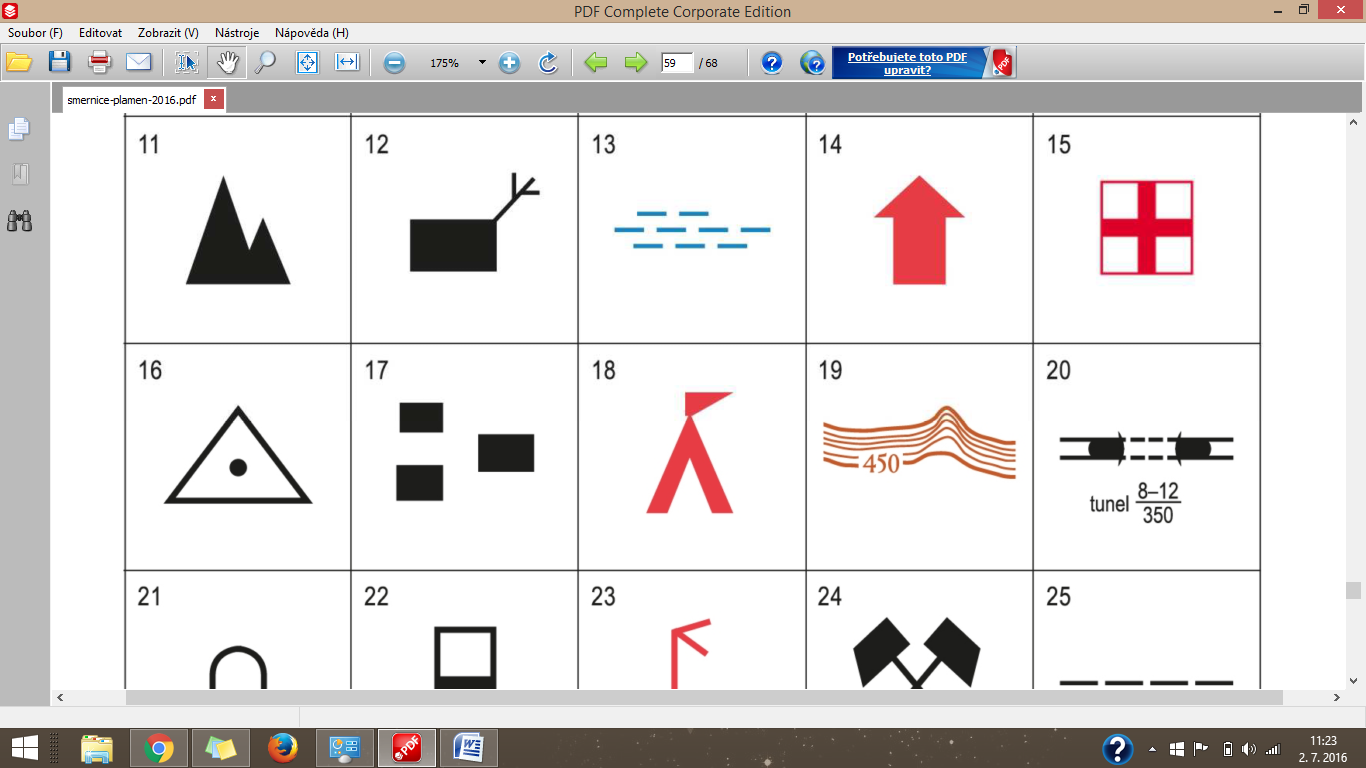 PDF Complete Corporate Edition
Soubor (F) Editovat Zobrazit (V) Nástroje Nápověda (H)
175% 59 / 68 Potřebujete toto PDF
upravit?
smernice-plamen-2016.pdf
11 12 13 14 15
16 17 18 19 20
450
tunel 8–12
350
21 22 23 24 25
11:23
2. 7. 2016